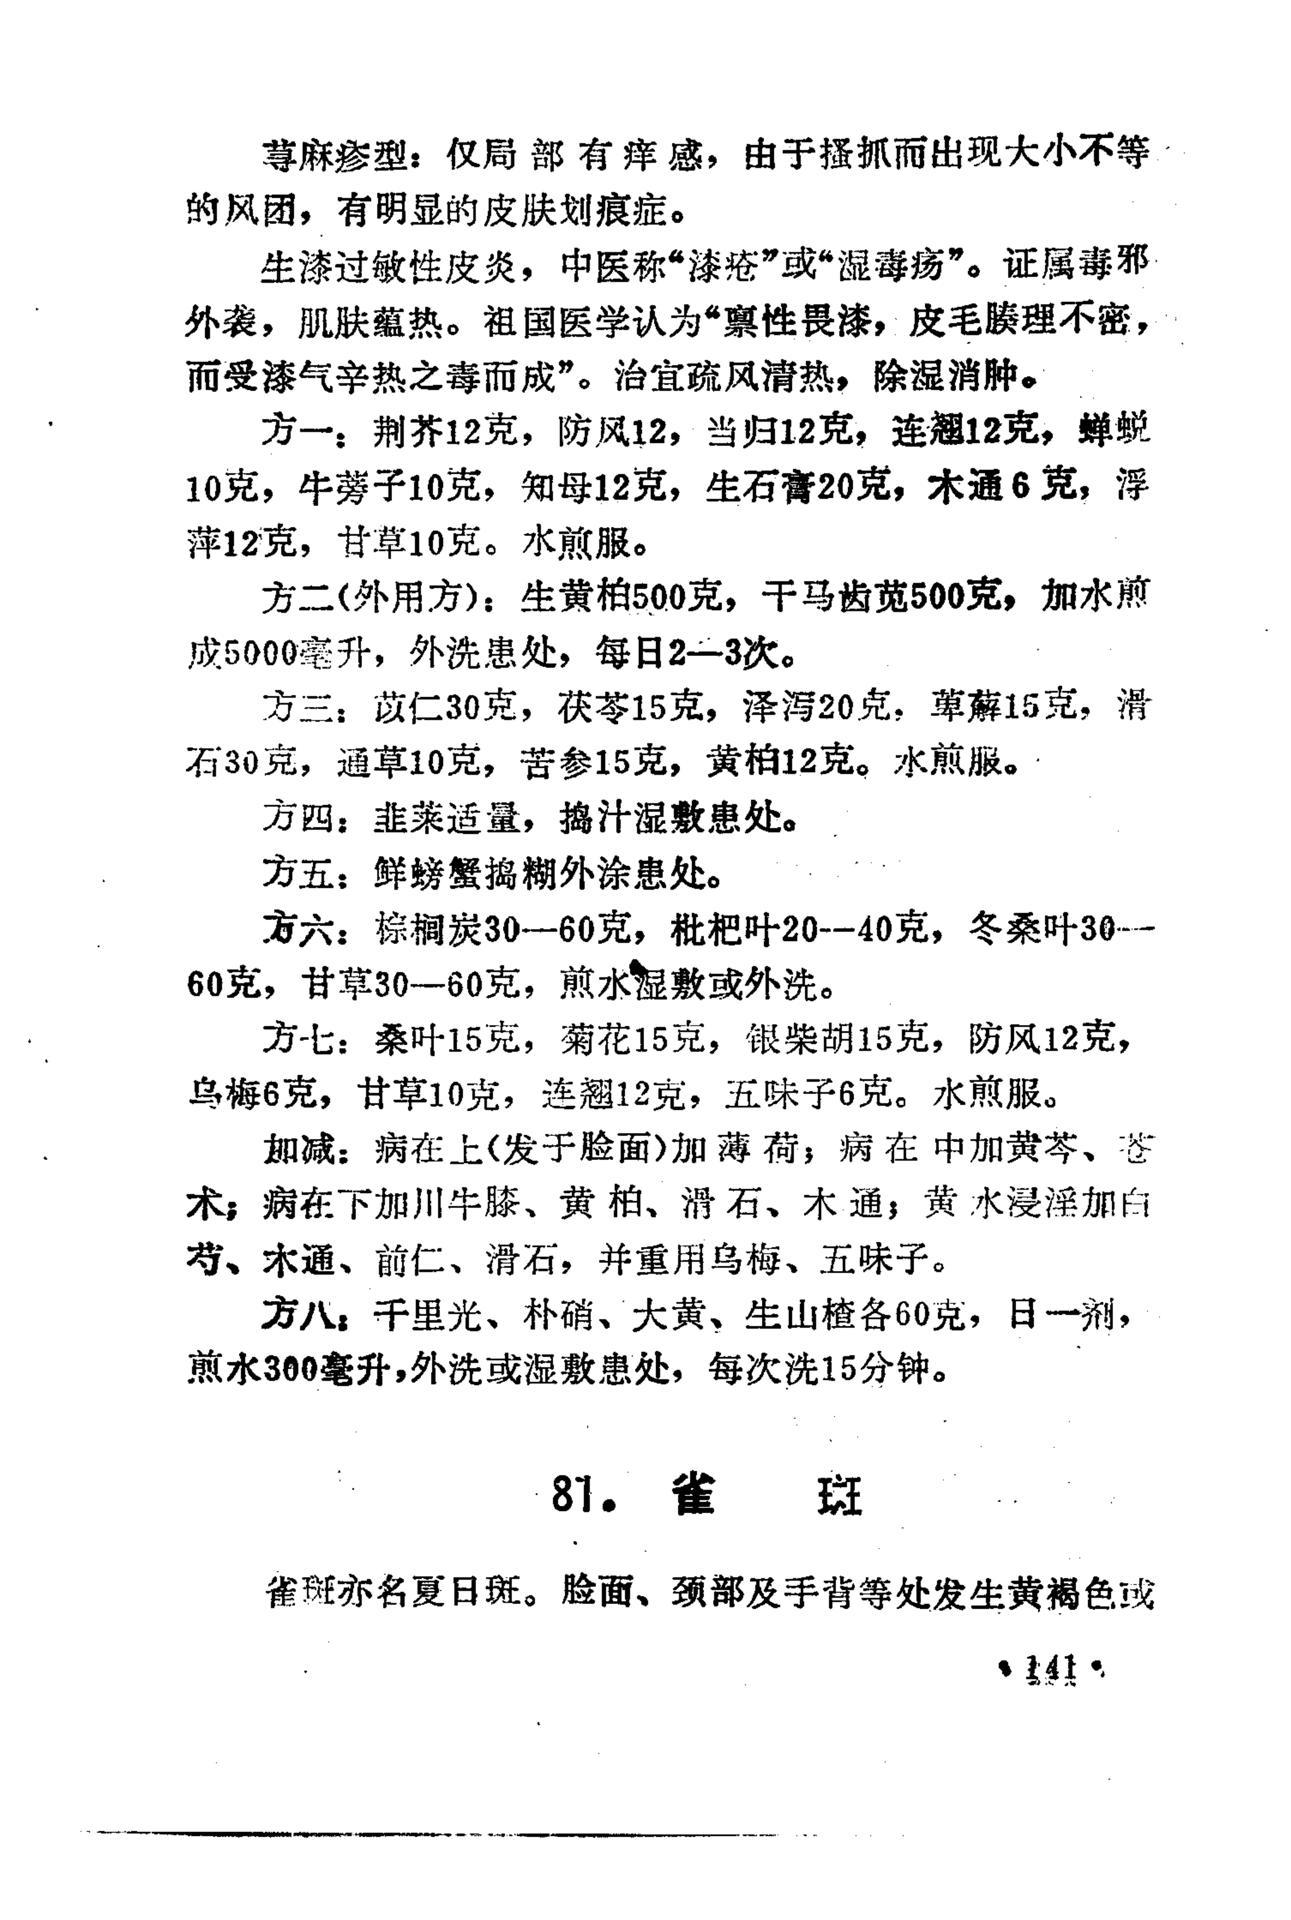 荨麻疹型：仅局部有痒感，由于搔抓而出现大小不等
的风团，有明显的皮肤划痕症。
生漆过敏性皮炎，中医称“漆疮”或“湿毒疡”。证属毒邪
外袭，肌肤蕴热。祖国医学认为“禀性畏漆，皮毛腠理不密，
而受漆气辛热之毒而成”。治宜疏风清热，除湿消肿。
方一：荆芥12克，防风12，当归12克，连翘12克，蝉蜕
10克，牛蒡子10克，知母12克，生石膏20克，木通6克，浮
萍12克，甘草10克。水煎服。
方二(外用方)：生黄柏500克，干马齿苋500克，加水煎
成5000毫升，外洗患处，每日2—3次。
方三：苡仁30克，茯苓15克，泽泻20克，萆薢15克，滑
石30克，通草10克，苦参15克，黄柏12克。水煎服。
方四：韭菜适量，捣汁湿敷患处。
方五：鲜螃蟹捣糊外涂患处。
方六：棕榈炭30—60克，枇杷叶20—40克，冬桑叶30—
60克，甘草30—60克，煎水湿敷或外洗。
方七：桑叶15克，菊花15克，银柴胡15克，防风12克，
乌梅6克，甘草10克，连翘12克，五味子6克。水煎服。
加减：病在上(发于脸面)加薄荷；病在中加黄芩、苍
术；病在下加川牛膝、黄柏、滑石、木通；黄水浸淫加白
芍、木通、前仁、滑石，并重用乌梅、五味子。
方八：千里光、朴硝、大黄、生山楂各60克，日一剂，
煎水300毫升，外洗或湿敷患处，每次洗15分钟。
81．雀 斑
雀斑亦名夏日斑。脸面、颈部及手背等处发生黄褐色或
•141•